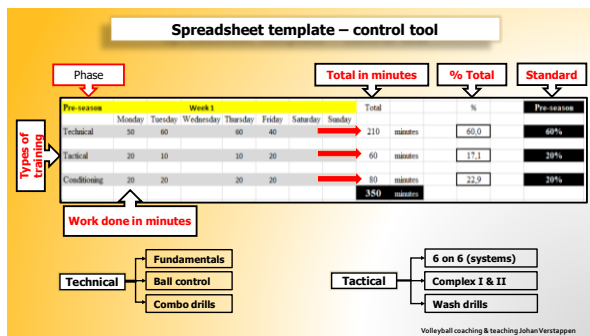 Spreadsheet template – control tool
Phase
Total in minutes
% Total
Standard
Pre-season Week 1 Total % Pre-season
Monday Tuesday Wednesday Thursday Friday Saturday Sunday
Technical 50 60 60 40 210 minutes 60,0 60%
Tactical 20 10 10 20 60 minutes 17,1 20%
Conditioning 20 20 20 20 80 minutes 22,9 20%
350 minutes
Types of
training
Work done in minutes
Technical
Fundamentals
Ball control
Combo drills
Tactical
6 on 6 (systems)
Complex I & II
Wash drills
Volleyball coaching & teaching Johan Verstappen